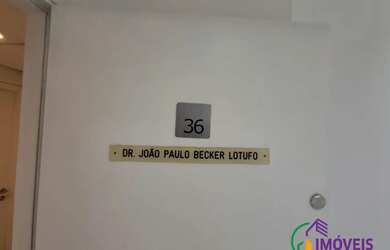 36
• DR. JOÃO PAULO BECKER LOTUFO •
IMÓVEIS